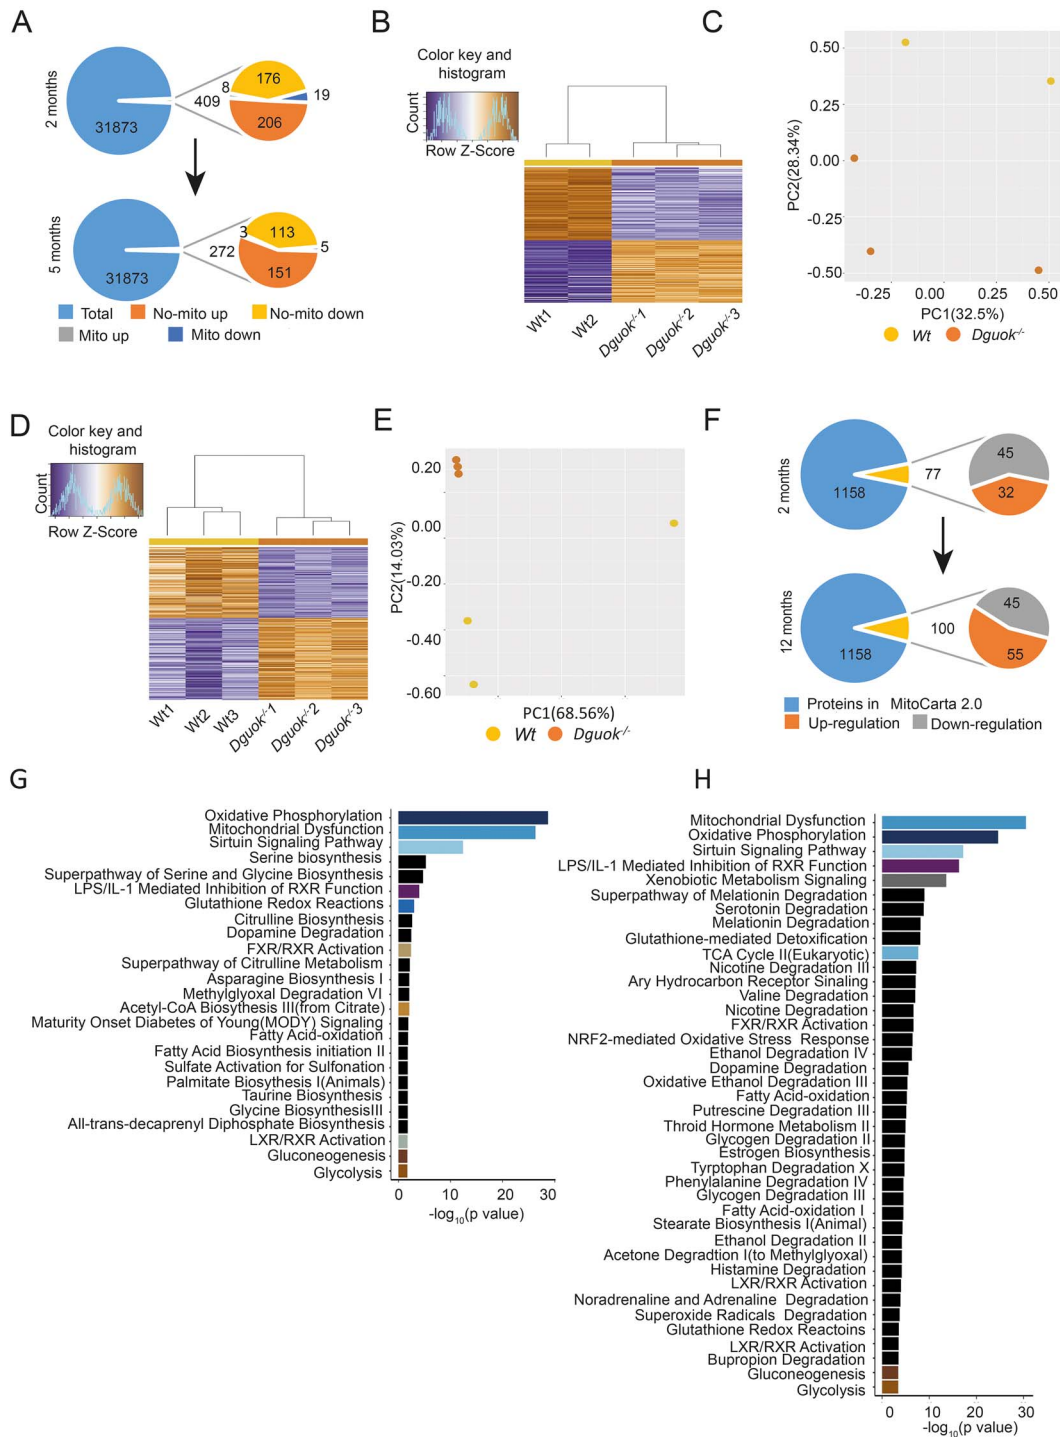 A
2 months
31873
409
8
176
19
206
5 months
31873
272
3
113
5
151
Total
No-mito up
No-mito down
Mito up
Mito down
B
Color key and
histogram
Count
Row Z-Score
Wt1
Wt2
Dguok-/-1
Dguok-/-2
Dguok-/-3
C
0.50
0.25
0.00
-0.25
-0.50
PC2(28.34%)
-0.25
0.00
0.25
0.50
PC1(32.5%)
Wt
Dguok-/-
D
Color key and
histogram
Count
Row Z-Score
Wt1
Wt2
Wt3
Dguok-/-1
Dguok-/-2
Dguok-/-3
E
0.20
0.00
-0.20
-0.40
-0.60
PC2(14.03%)
PC1(68.56%)
Wt
Dguok-/-
F
2 months
1158
77
45
32
12 months
1158
100
45
55
Proteins in MitoCarta 2.0
Up-regulation
Down-regulation
G
Oxidative Phosphorylation
Mitochondrial Dysfunction
Sirtuin Signaling Pathway
Serine biosynthesis
Superpathway of Serine and Glycine Biosynthesis
LPS/IL-1 Mediated Inhibition of RXR Function
Glutathione Redox Reactions
Citrulline Biosynthesis
Dopamine Degradation
FXR/RXR Activation
Superpathway of Citrulline Metabolism
Asparagine Biosynthesis I
Methylglyoxal Degradation VI
Acetyl-CoA Biosythesis III(from Citrate)
Maturity Onset Diabetes of Young(MODY) Signaling
Fatty Acid-oxidation
Fatty Acid Biosynthesis initiation II
Sulfate Activation for Sulfonation
Palmitate Biosythesis I(Animals)
Taurine Biosynthesis
Glycine BiosynthesisIII
All-trans-decaprenyl Diphosphate Biosynthesis
LXR/RXR Activation
Gluconeogenesis
Glycolysis
0
10
20
30
-log10(p value)
H
Mitochondrial Dysfunction
Oxidative Phosphorylation
Sirtuin Signaling Pathway
LPS/IL-1 Mediated Inhibition of RXR Function
Xenobiotic Metabolism Signaling
Superpathway of Melatonin Degradation
Serotonin Degradation
Melatonin Degradation
Glutathione-mediated Detoxification
TCA Cycle II(Eukaryotic)
Nicotine Degradation III
Ary Hydrocarbon Receptor Sinaling
Valine Degradation
Nicotine Degradation
FXR/RXR Activation
NRF2-mediated Oxidative Stress Response
Ethanol Degradation IV
Dopamine Degradation
Oxidative Ethanol Degradation III
Fatty Acid-oxidation
Putrescine Degradation III
Throid Hormone Metabolism II
Glycogen Degradation II
Estrogen Biosynthesis
Tyrptophan Degradation X
Phenylalanine Degradation IV
Glycogen Degradation III
Fatty Acid-oxidation I
Stearate Biosynthesis I(Animal)
Ethanol Degradation II
Acetone Degradtion I(to Methylglyoxal)
Histamine Degradation
LXR/RXR Activation
Noradrenaline and Adrenaline Degradation
Superoxide Radicals Degradation
Glutathione Redox Reactoins
LXR/RXR Activation
Bupropion Degradation
Gluconeogenesis
Glycolysis
0
10
20
30
-log10(p value)